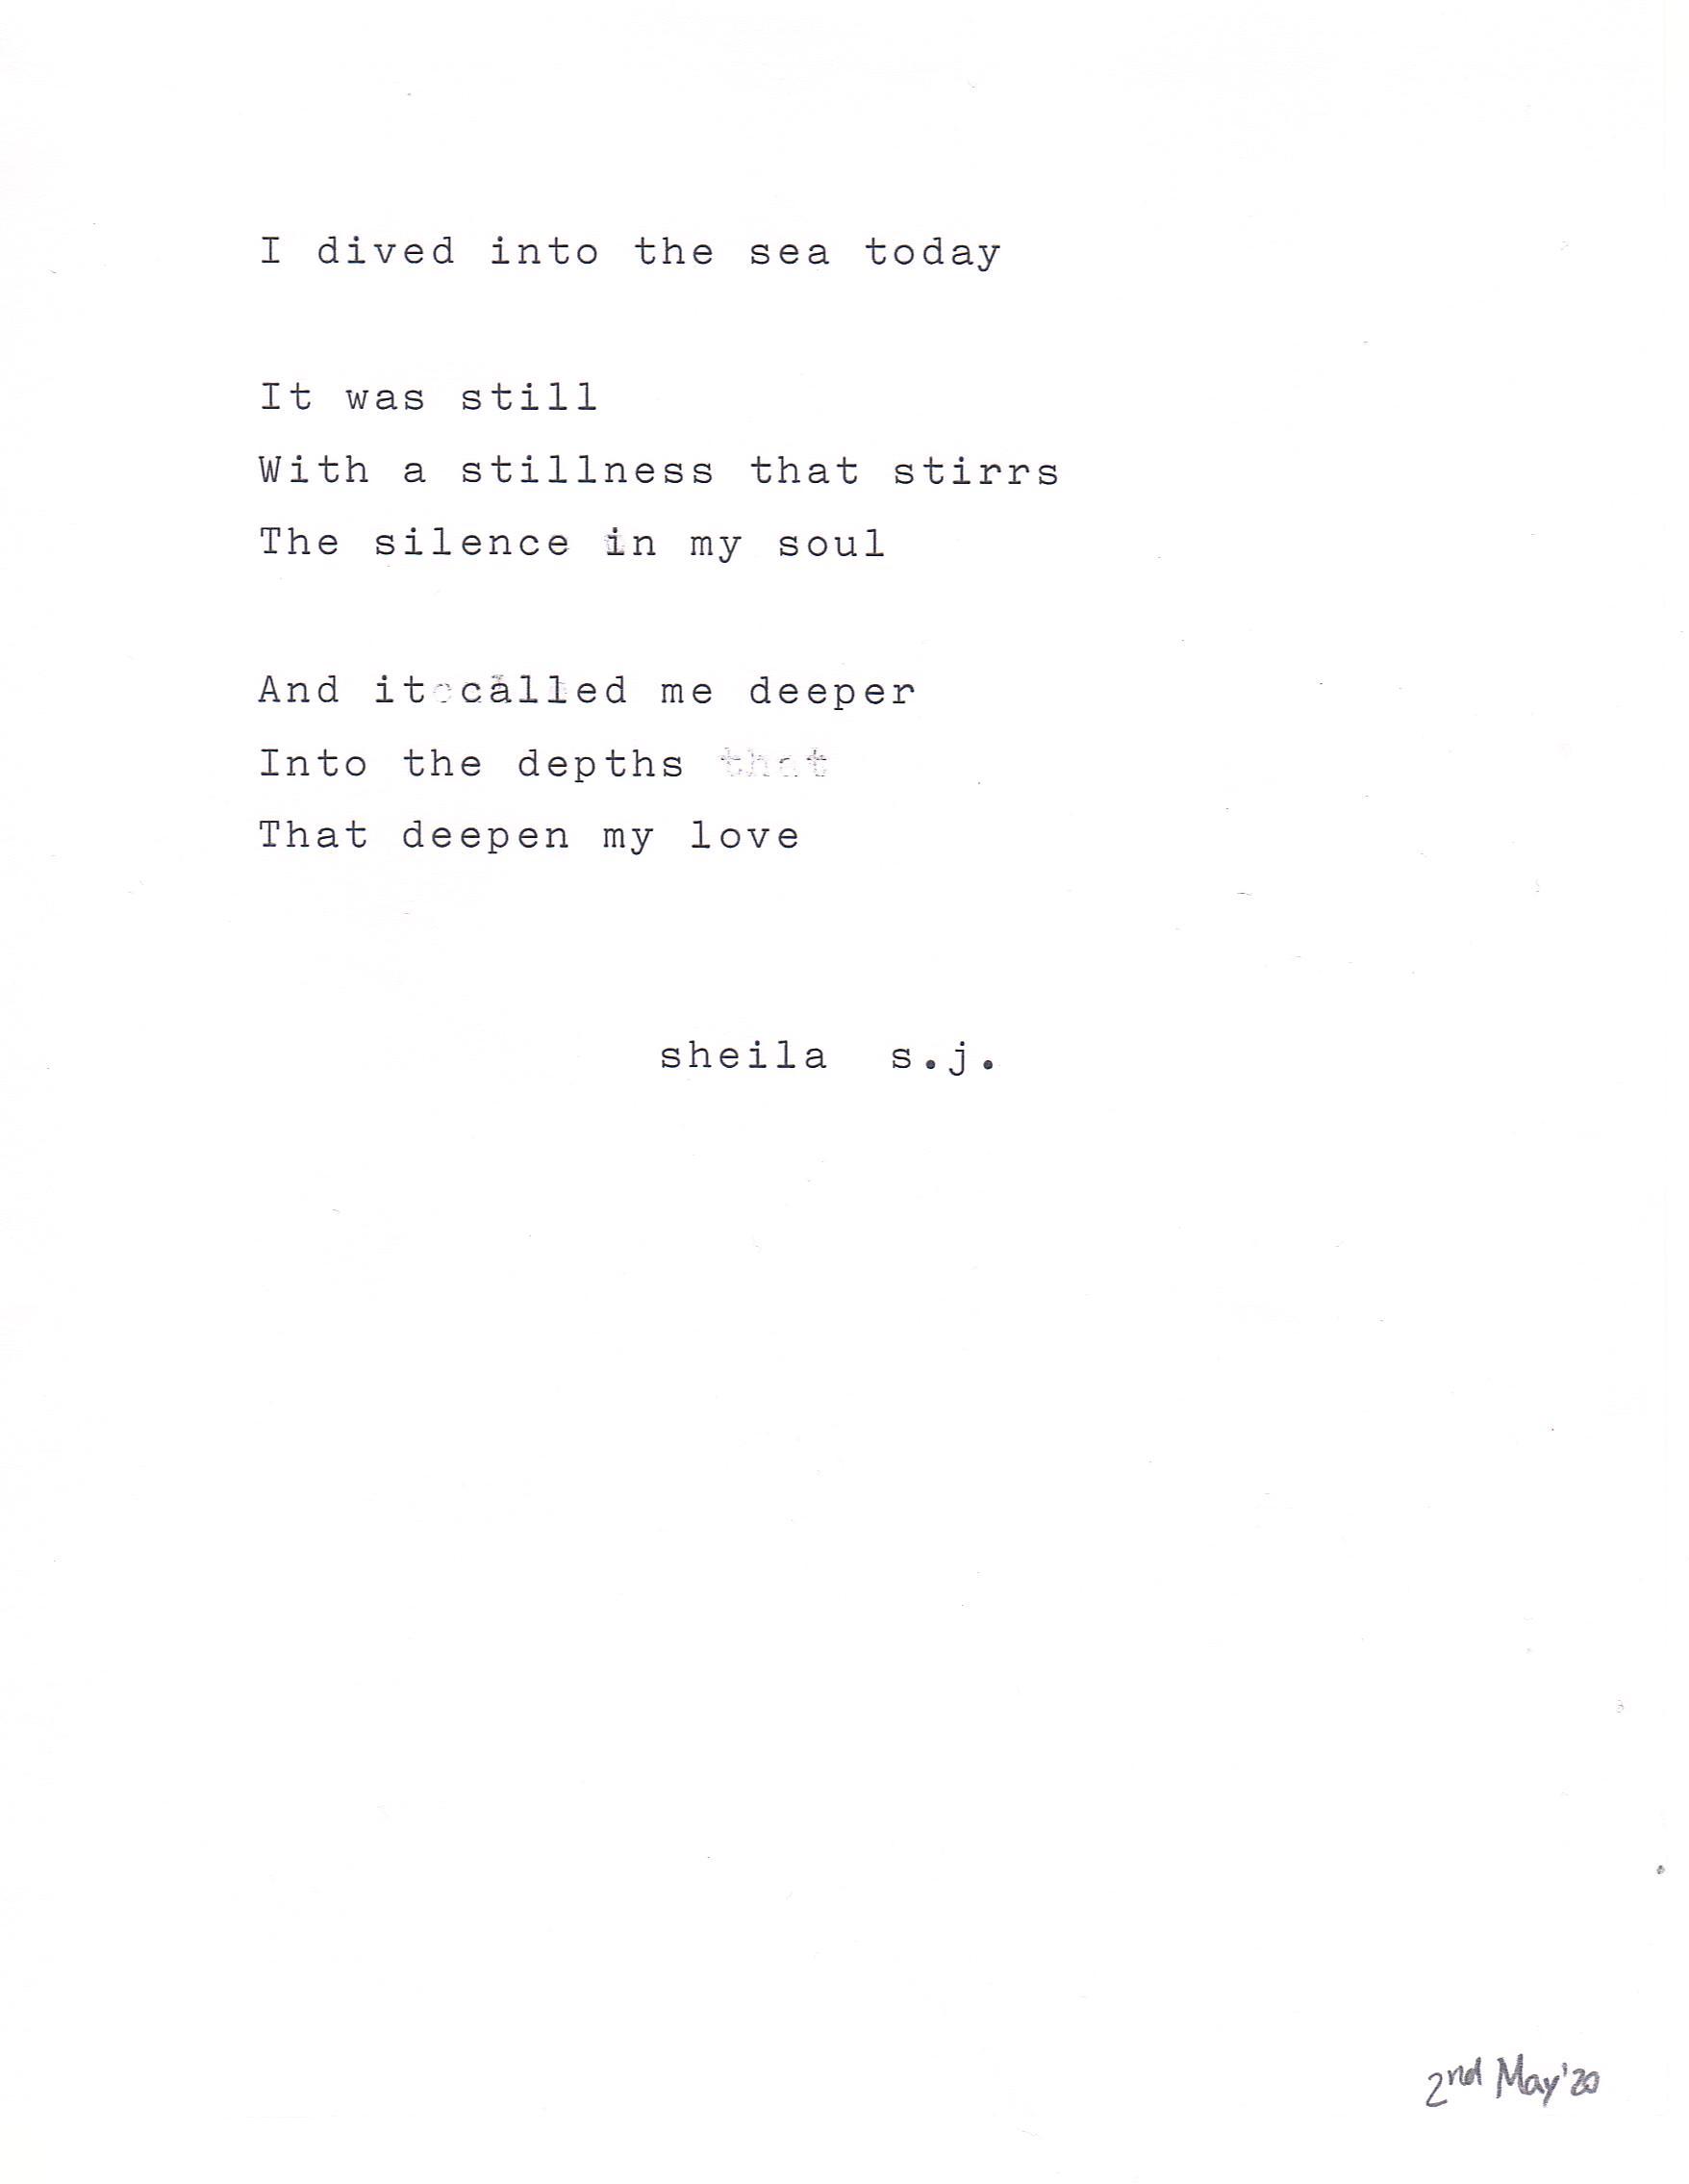 I dived into the sea today
It was still
With a stillness that stirrs
The silence in my soul
And it called me deeper
Into the depths that
That deepen my love
sheila s.j.
2nd May '20